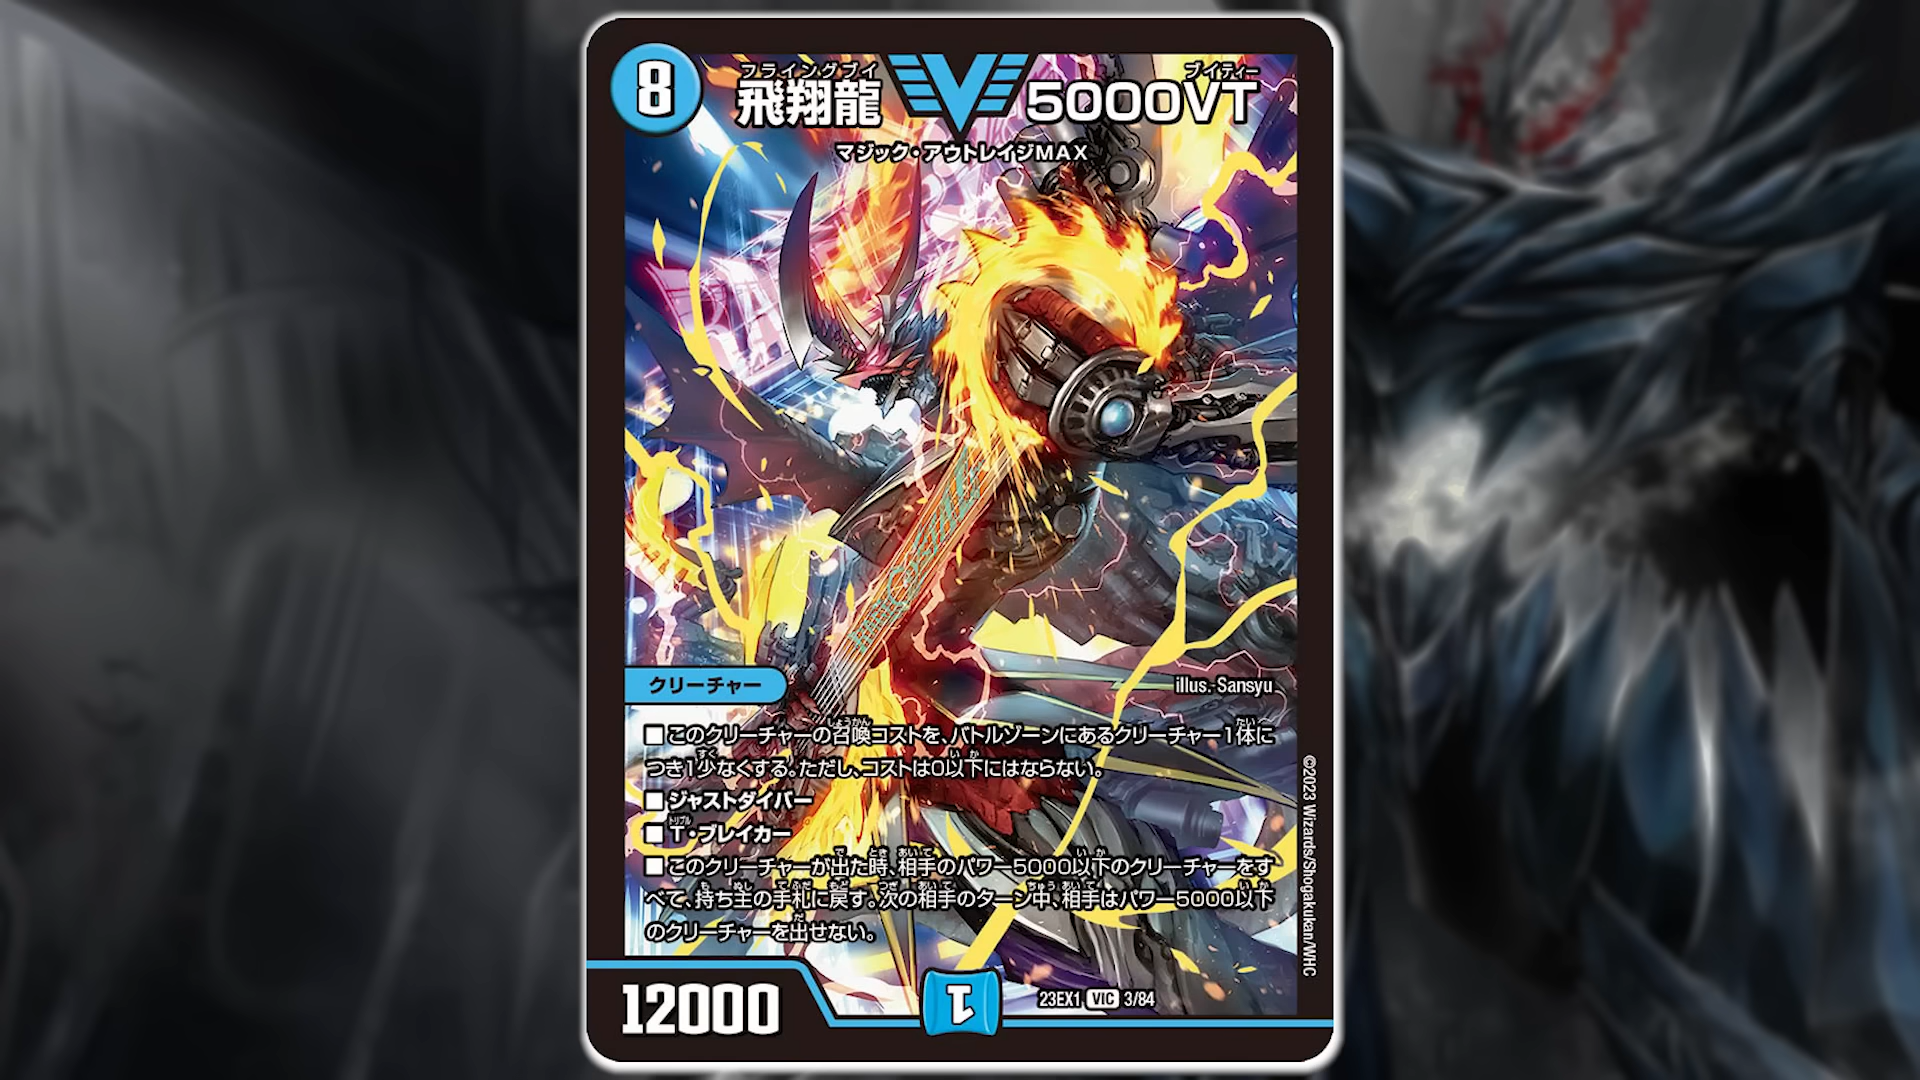 8
フライングブイ ブイティー
飛翔龍 5000VT
マジック・アウトレイジMAX
クリーチャー
illus. Sansyu
■このクリーチャーの召喚コストを、バトルゾーンにあるクリーチャー1体に
つき1少なくする。ただし、コストは0以下にはならない。
■ジャストダイバー
■T・ブレイカー
■このクリーチャーが出た時、相手のパワー5000以下のクリーチャーをす
べて、持ち主の手札に戻す。次の相手のターン中、相手はパワー5000以下
のクリーチャーを出せない。
©2023 Wizards/Shogakukan/WHC
12000
1
23EX1 VIC 3/84